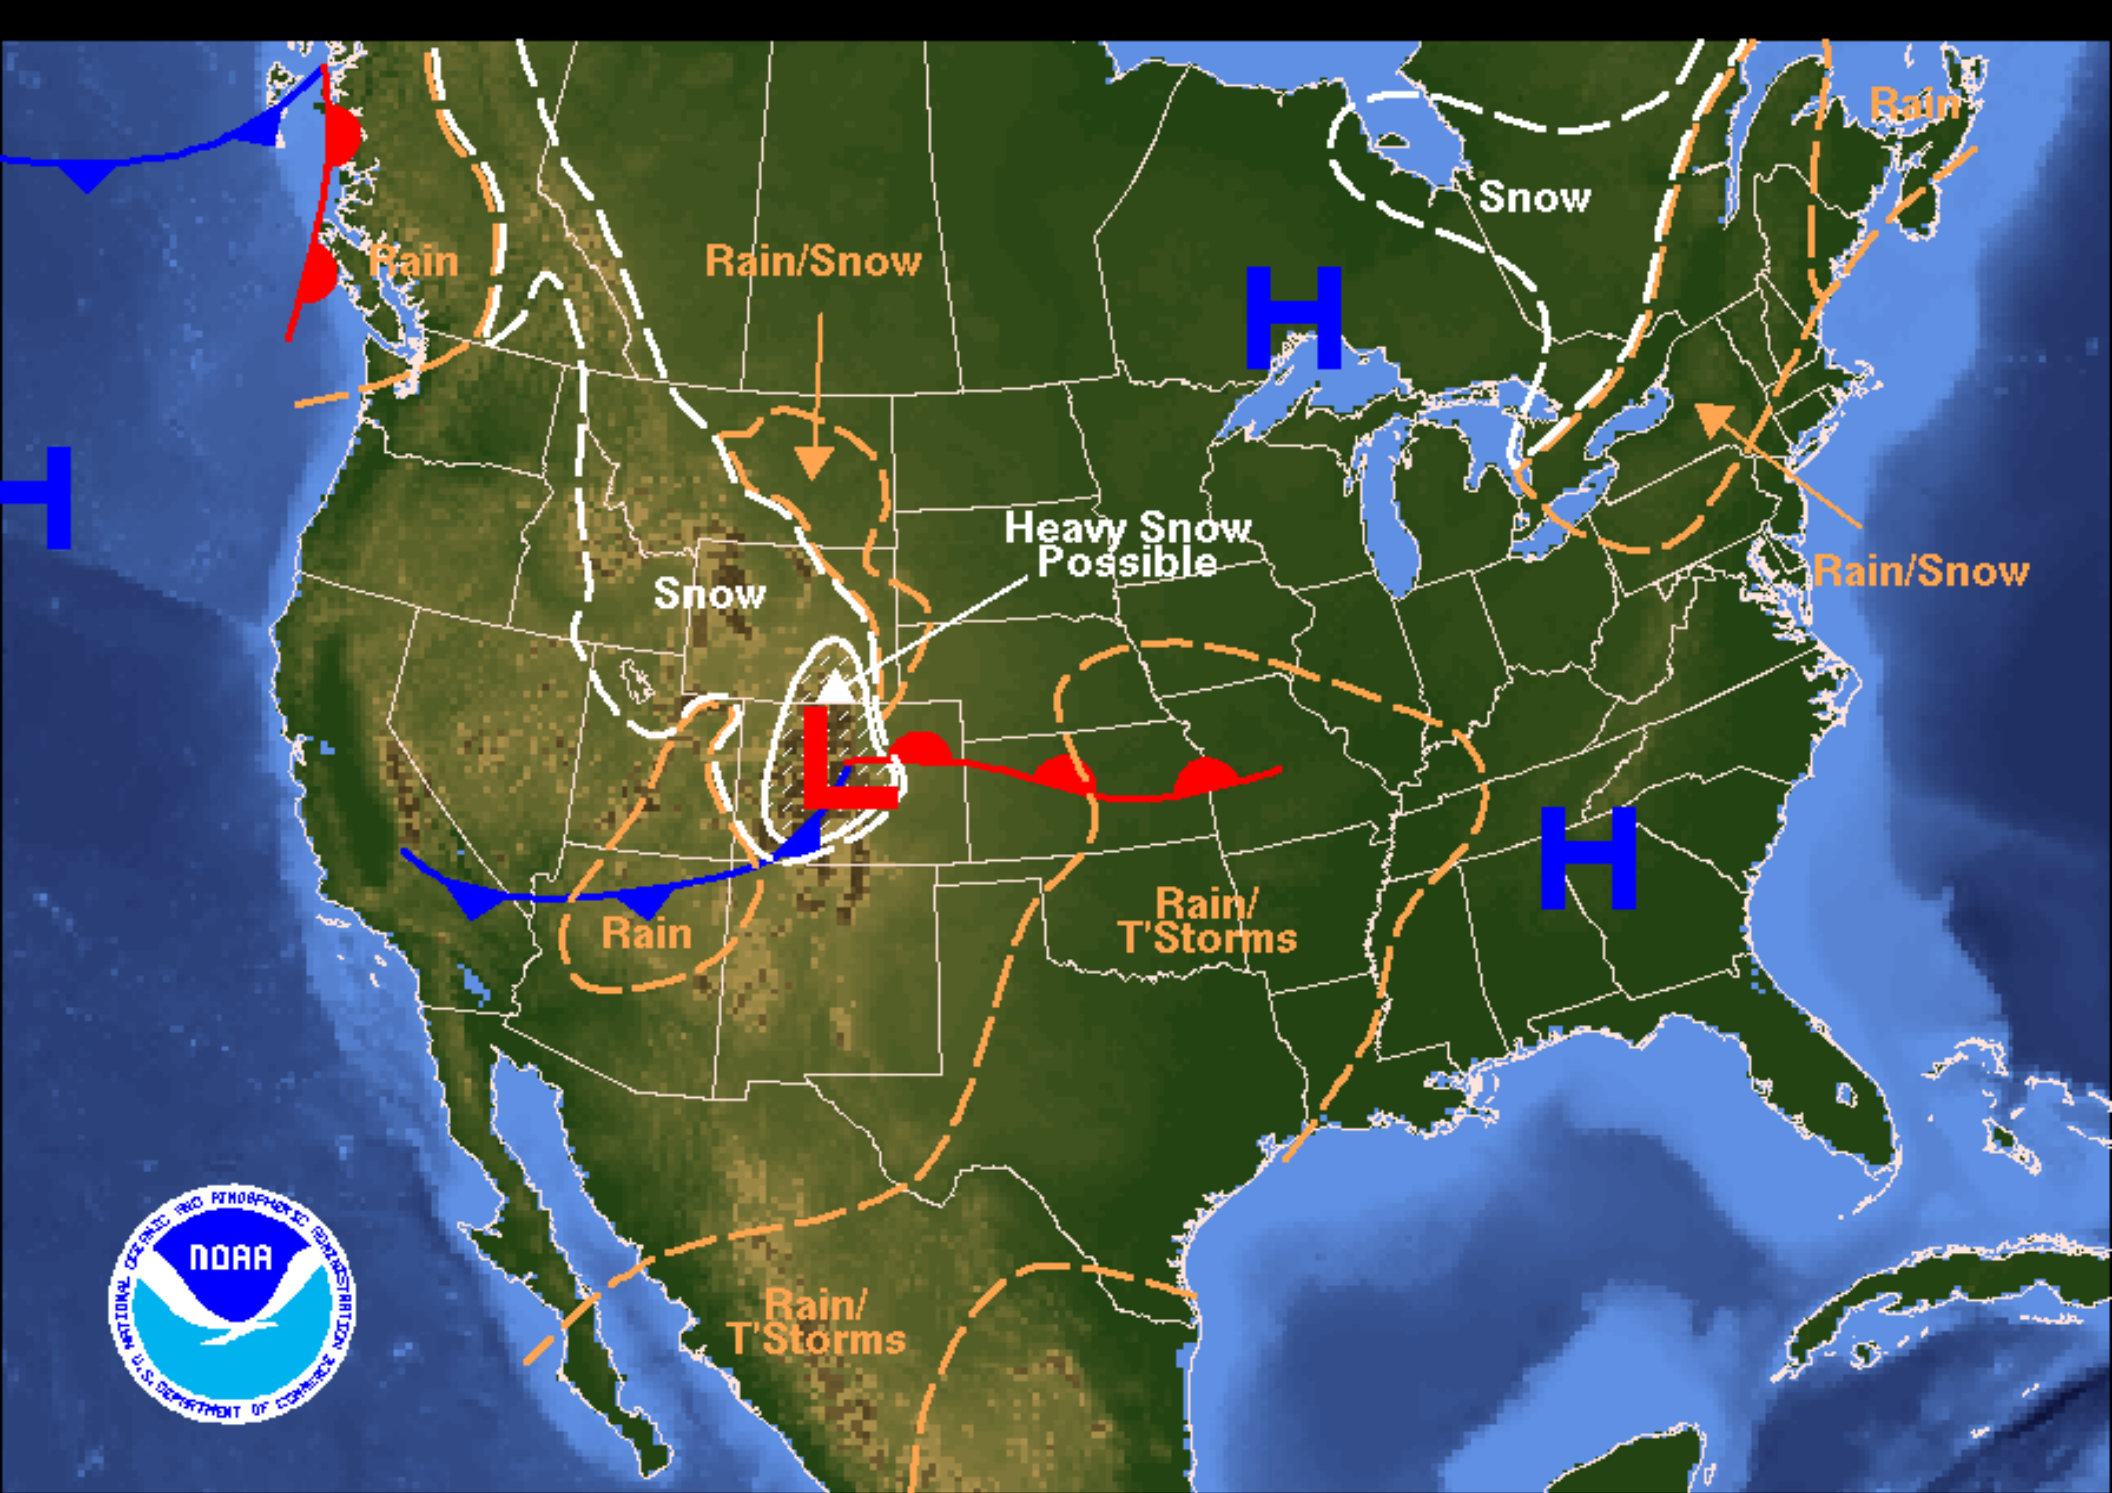 Rain
Snow
Rain
Rain/Snow
H
H
Heavy Snow
Possible
Rain/Snow
Snow
L
H
Rain/
T'Storms
Rain
NATIONAL OCEANIC AND ATMOSPHERIC ADMINISTRATION
NOAA
U.S. DEPARTMENT OF COMMERCE
Rain/
T'Storms